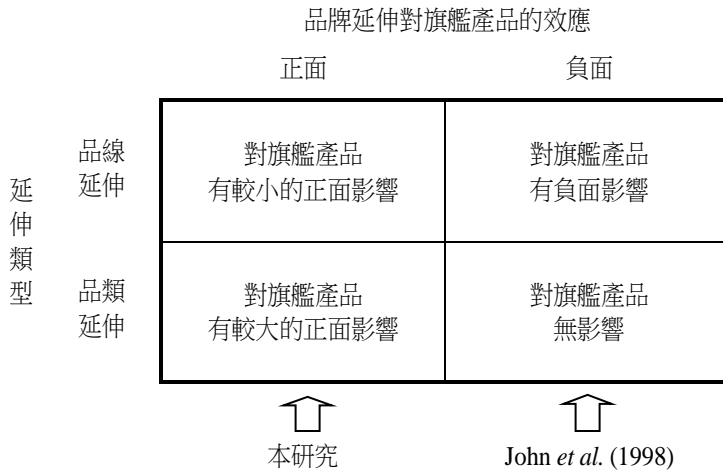 品牌延伸對旗艦產品的效應
正面 負面
延伸類型
品線
延伸
對旗艦產品
有較小的正面影響
對旗艦產品
有負面影響
品類
延伸
對旗艦產品
有較大的正面影響
對旗艦產品
無影響
本研究 John et al. (1998)